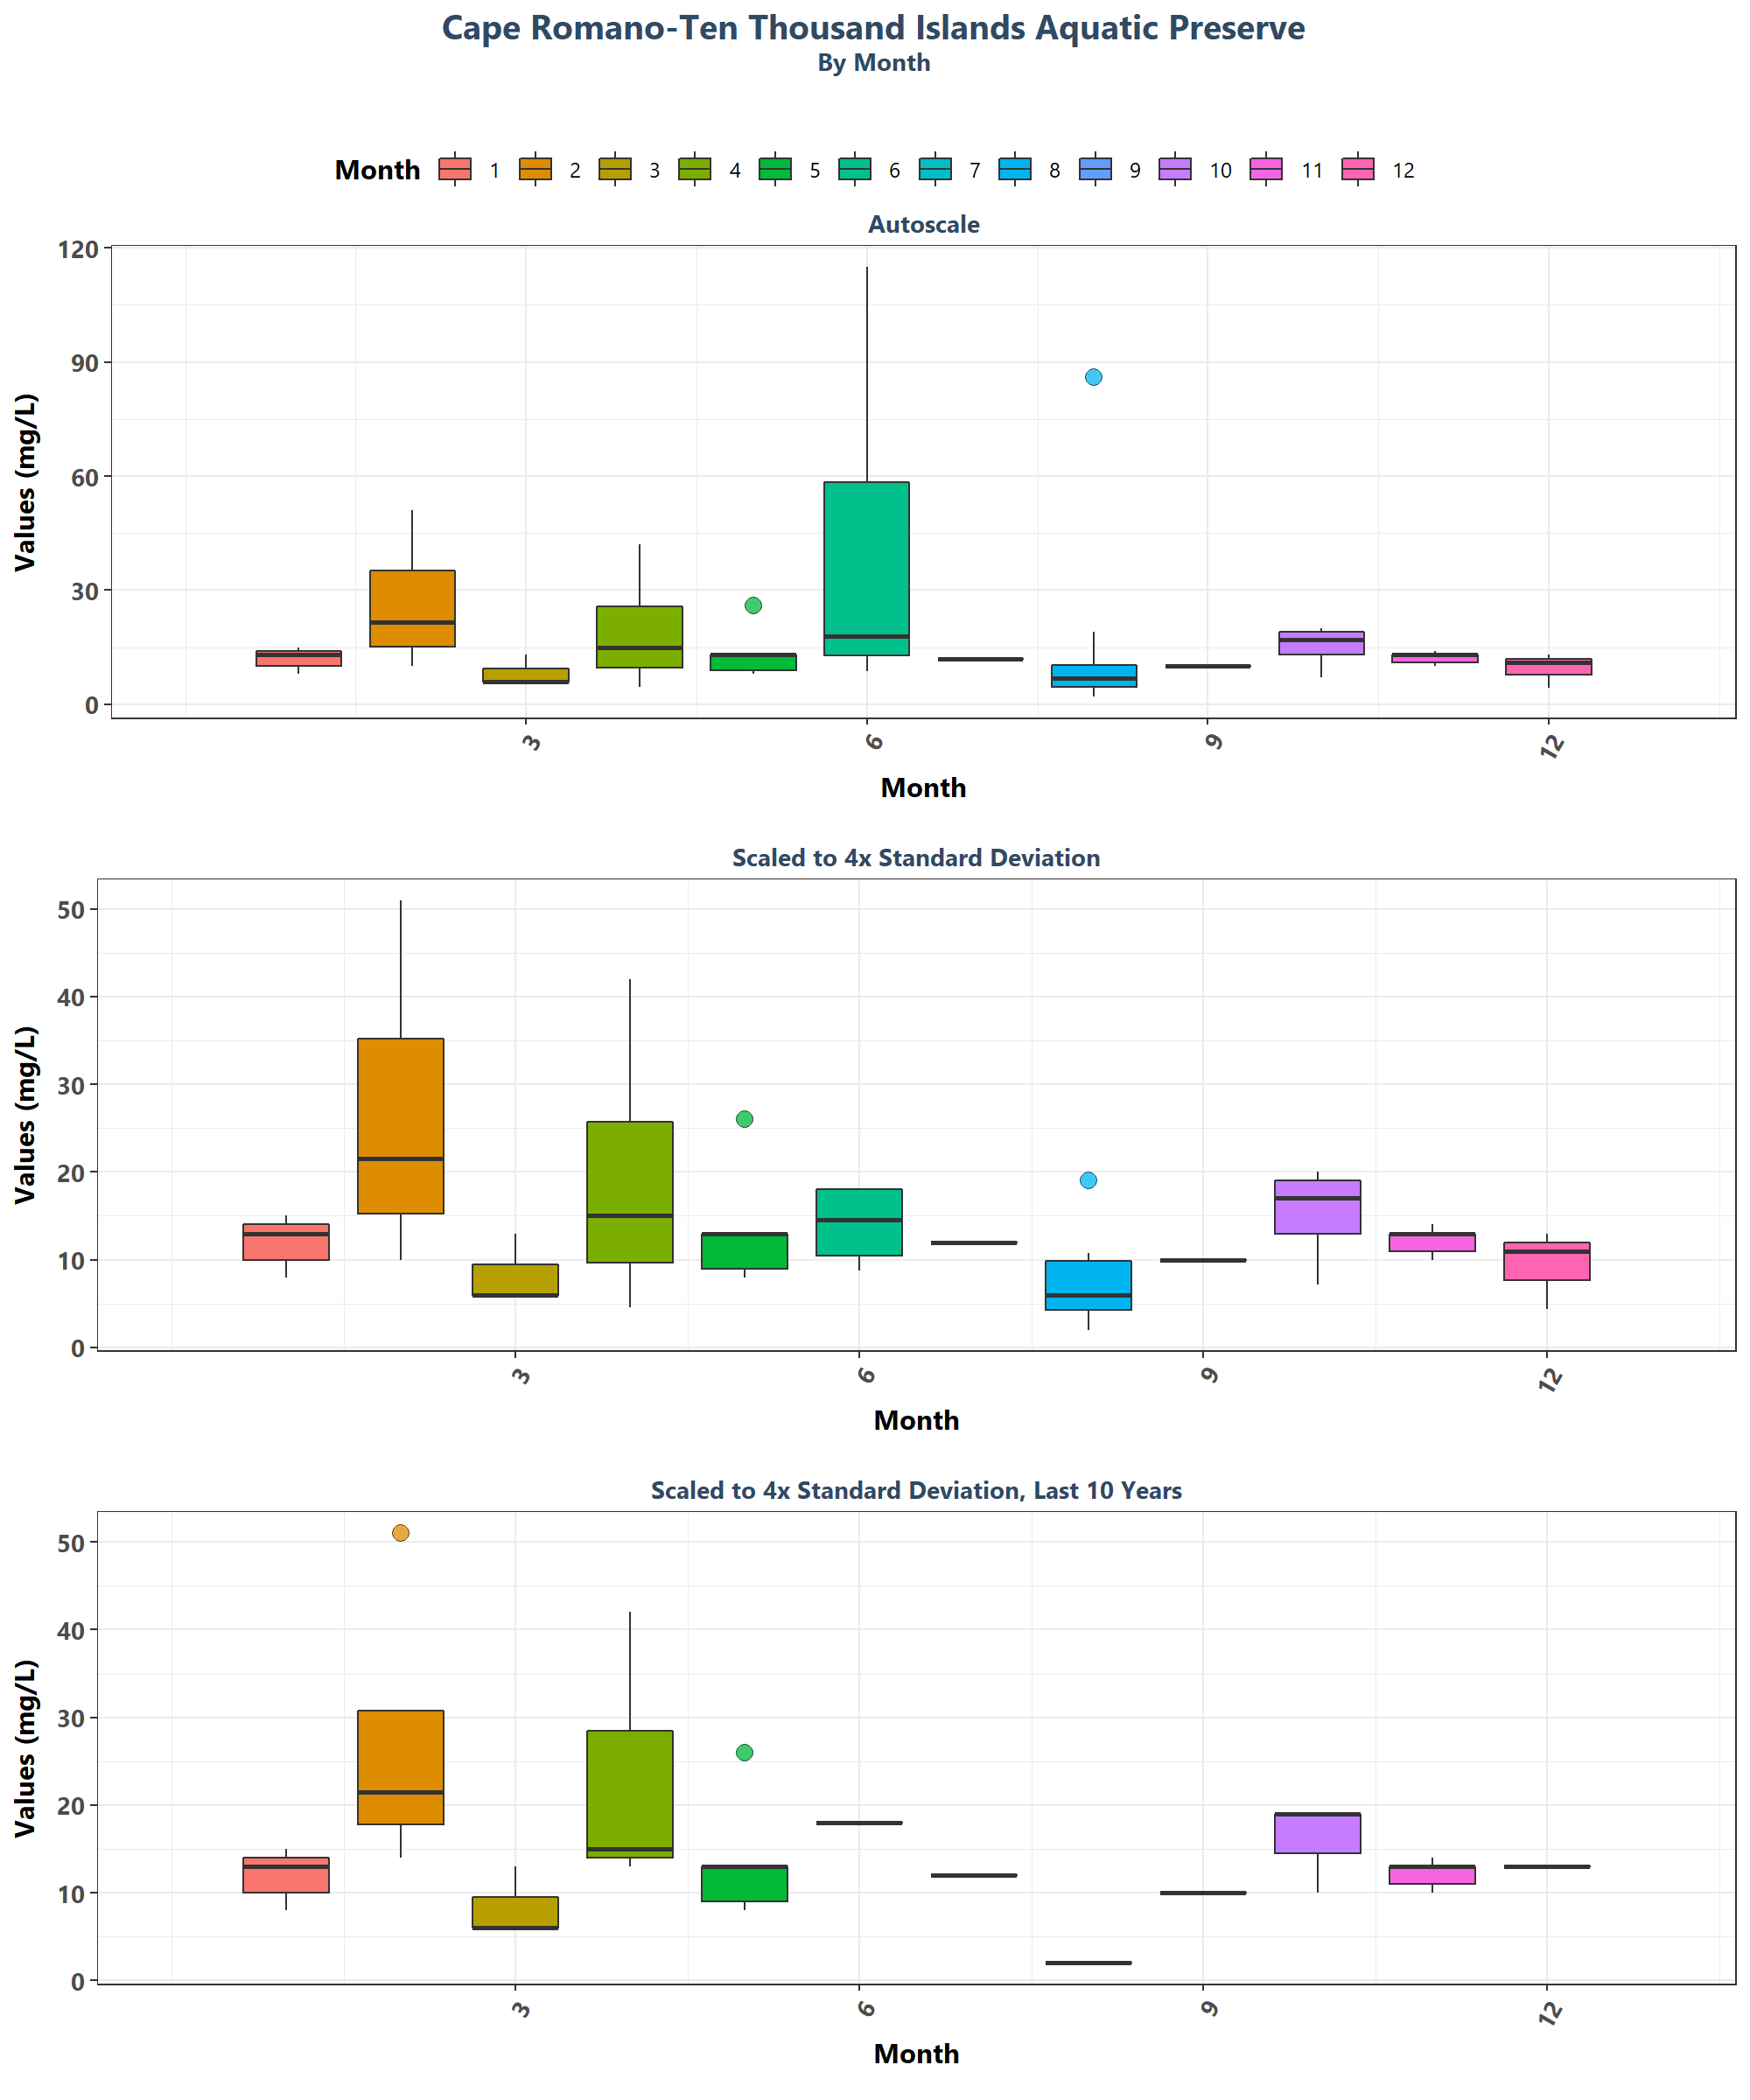 Cape Romano-Ten Thousand Islands Aquatic Preserve
By Month
Month 1 2 3 4 5 6 7 8 9 10 11 12
Autoscale
Values (mg/L)
120
90
60
30
0
3 6 9 12
Month
Scaled to 4x Standard Deviation
Values (mg/L)
50
40
30
20
10
0
3 6 9 12
Month
Scaled to 4x Standard Deviation, Last 10 Years
Values (mg/L)
50
40
30
20
10
0
3 6 9 12
Month